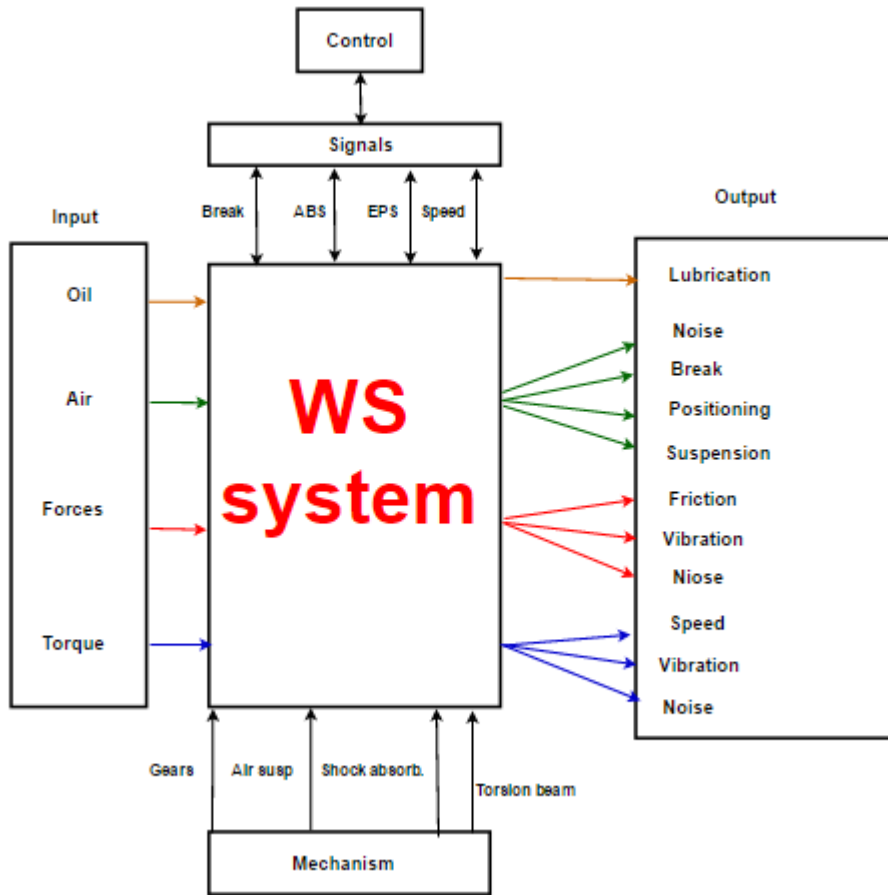 Control
Signals
Break
ABS
EPS
Speed
Input
Output
Oil
Air
Forces
Torque
WS
system
Lubrication
Noise
Break
Positioning
Suspension
Friction
Vibration
Niose
Speed
Vibration
Noise
Gears
Air susp
Shock absorb.
Torsion beam
Mechanism